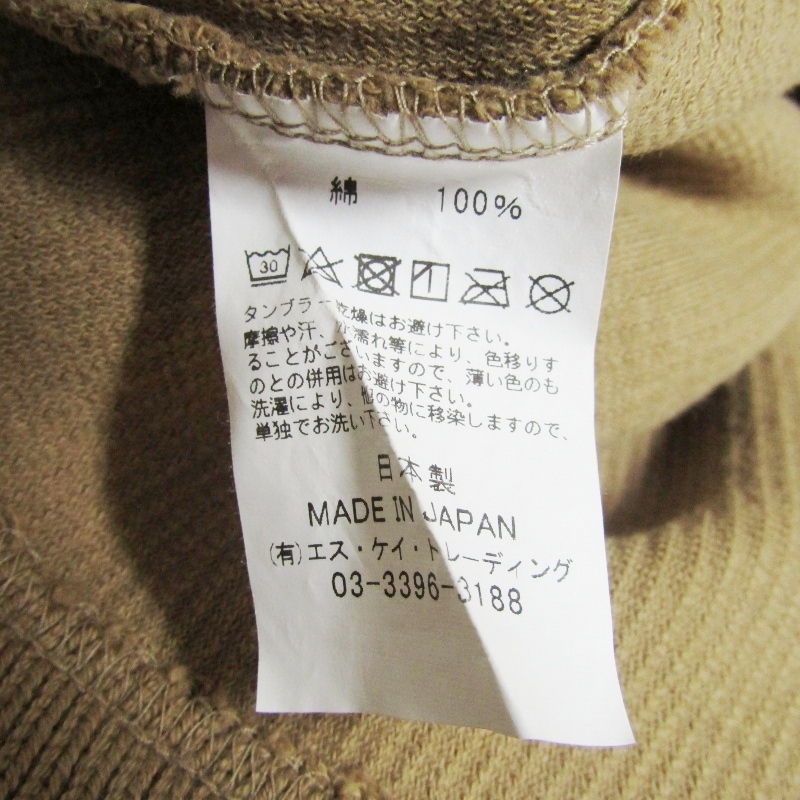 綿 100%
30
タンブラー乾燥はお避け下さい。
摩擦や汗、水濡れ等により、色移りす
ることがございますので、薄い色のも
のとの併用はお避け下さい。
洗濯により、他の物に移染しますので、
単独でお洗い下さい。
日本製
MADE IN JAPAN
(有)エス・ケイ・トレーディング
03-3396-3188